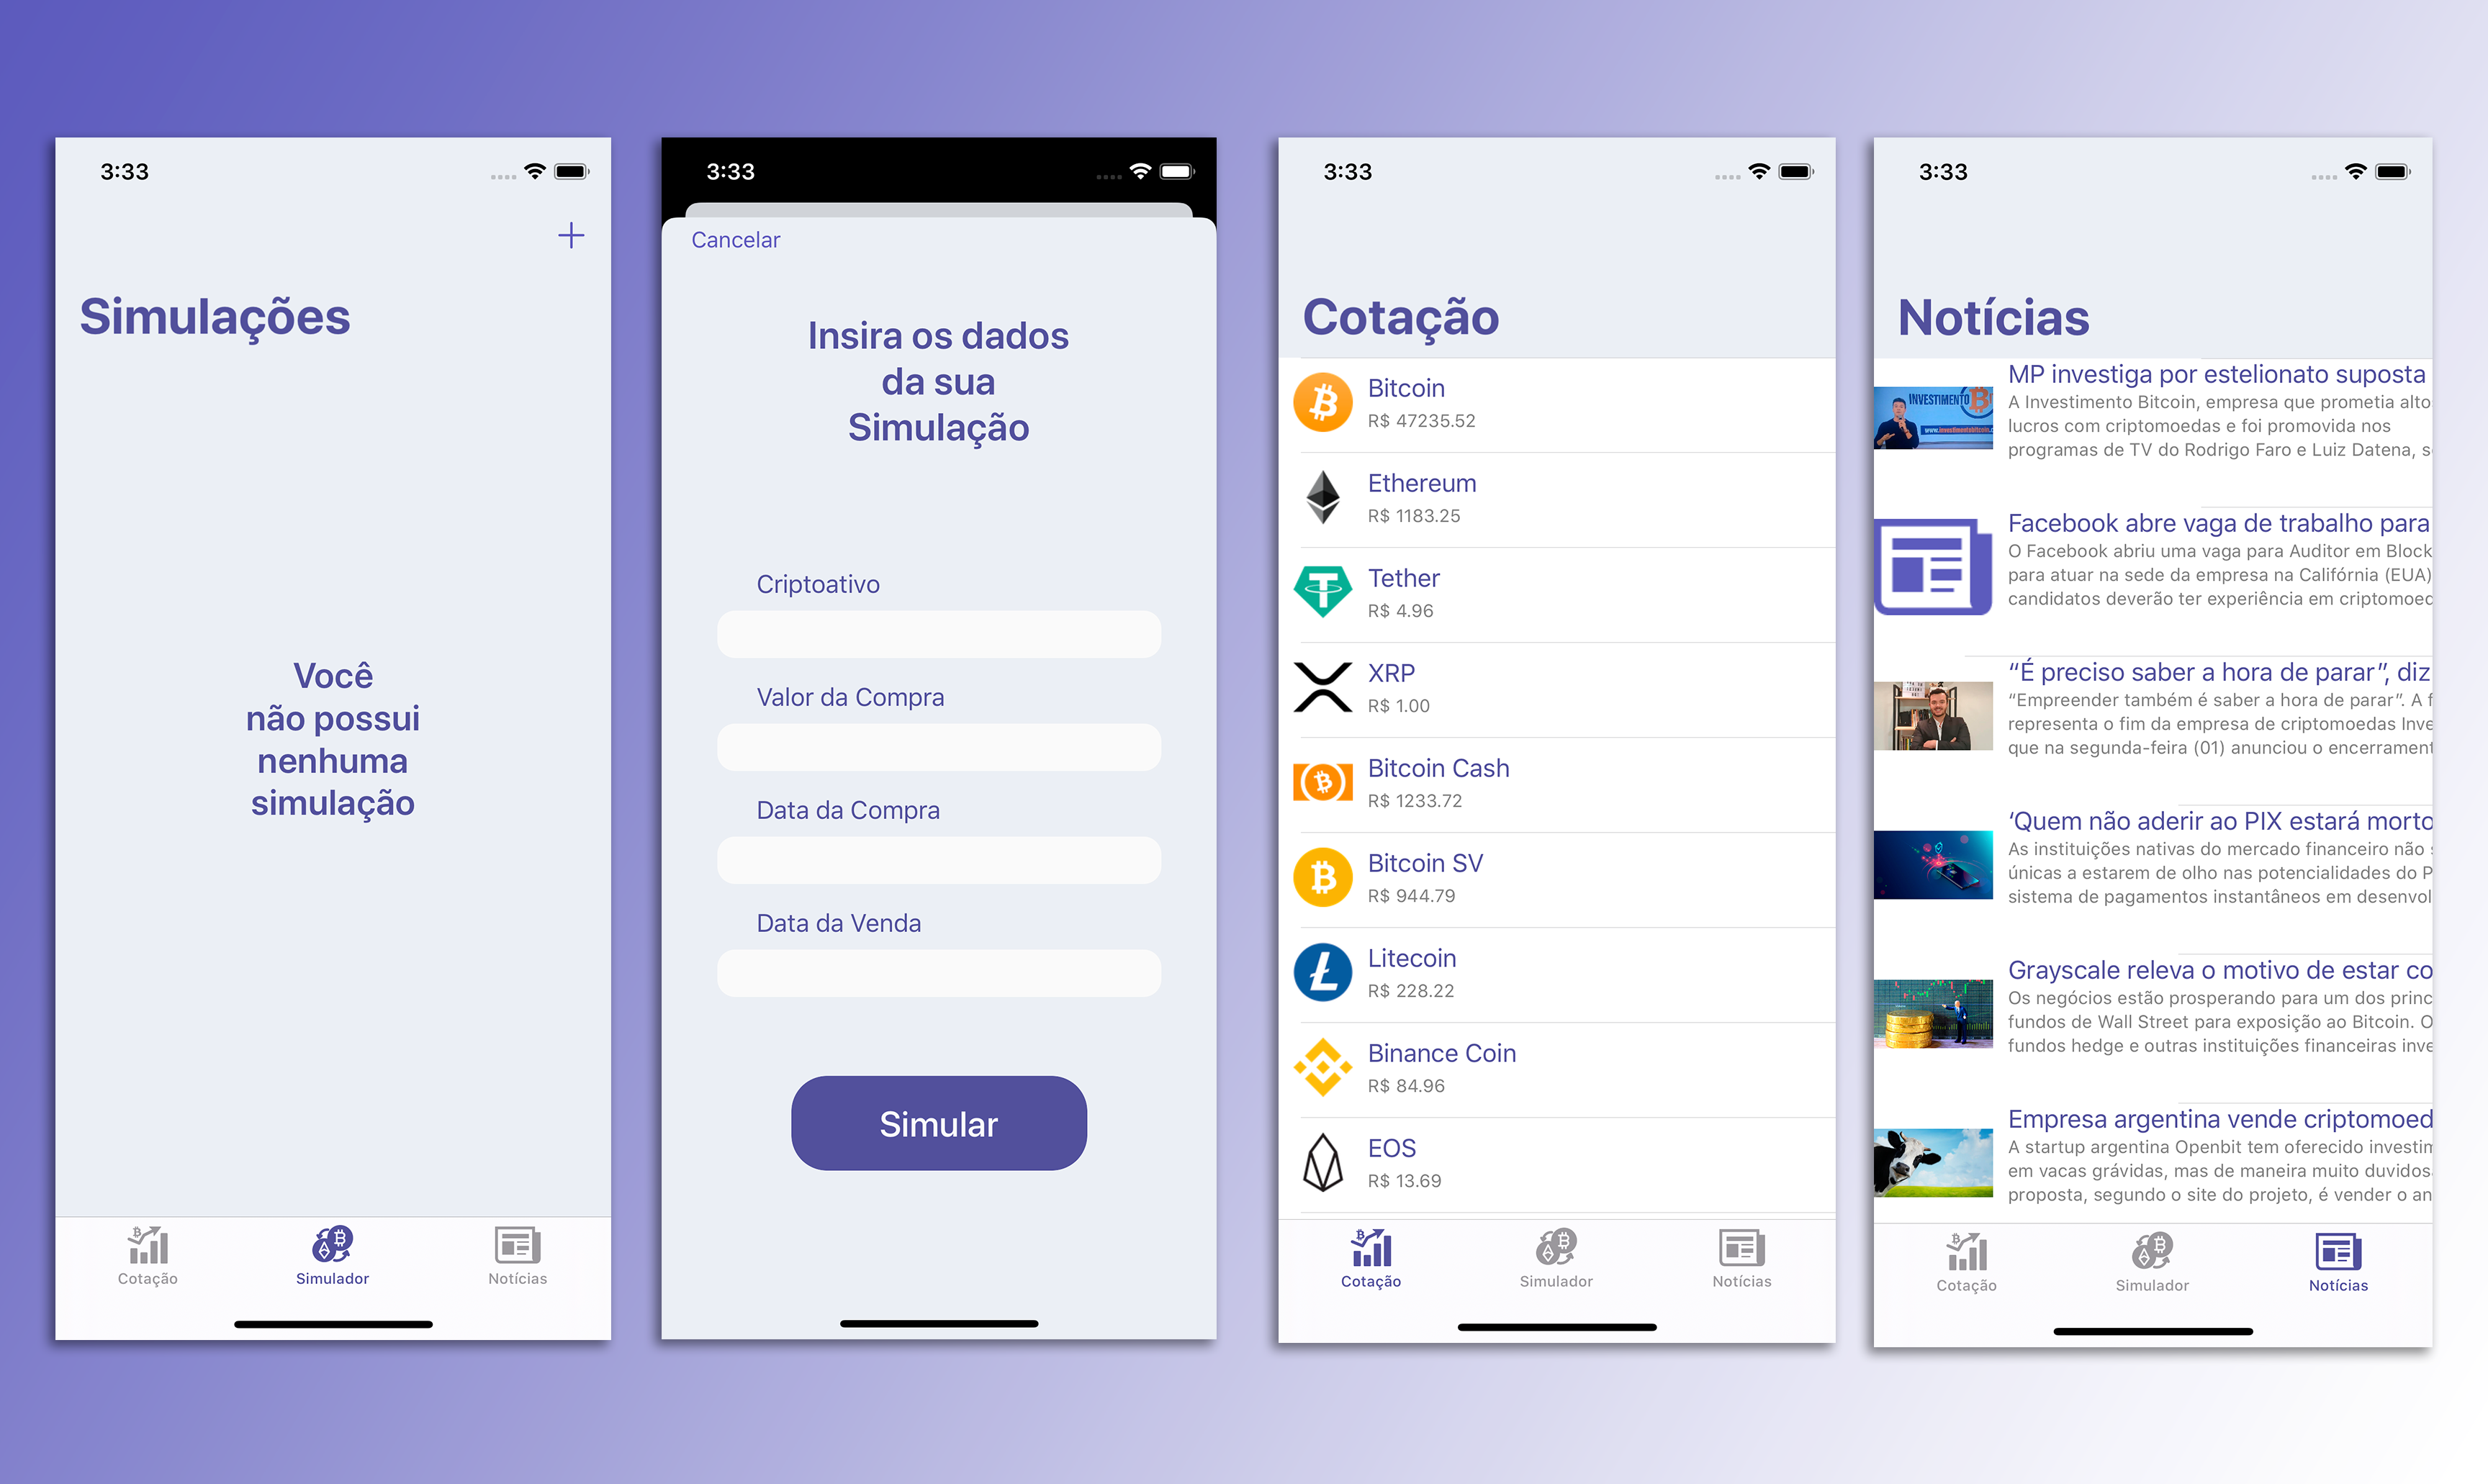 3:33
Simulações
Você
não possui
nenhuma
simulação
Cotação
Simulador
Notícias
3:33
Cancelar
Insira os dados
da sua
Simulação
Criptoativo
Valor da Compra
Data da Compra
Data da Venda
Simular
3:33
Cotação
Bitcoin
R$ 47235.52
Ethereum
R$ 1183.25
Tether
R$ 4.96
XRP
R$ 1.00
Bitcoin Cash
R$ 1233.72
Bitcoin SV
R$ 944.79
Litecoin
R$ 228.22
Binance Coin
R$ 84.96
EOS
R$ 13.69
Cotação
Simulador
Notícias
3:33
Notícias
INVESTIMENTO
MP investiga por estelionato suposta
A Investimento Bitcoin, empresa que prometia alto
lucros com criptomoedas e foi promovida nos
programas de TV do Rodrigo Faro e Luiz Datena, s
Facebook abre vaga de trabalho para
O Facebook abriu uma vaga para Auditor em Block
para atuar na sede da empresa na Califórnia (EUA)
candidatos deverão ter experiência em criptomoed
“É preciso saber a hora de parar”, diz
“Empreender também é saber a hora de parar”. A f
representa o fim da empresa de criptomoedas Inve
que na segunda-feira (01) anunciou o encerrament
‘Quem não aderir ao PIX estará morto
As instituições nativas do mercado financeiro não
únicas a estarem de olho nas potencialidades do P
sistema de pagamentos instantâneos em desenvol
Grayscale releva o motivo de estar co
Os negócios estão prosperando para um dos princ
fundos de Wall Street para exposição ao Bitcoin. O
fundos hedge e outras instituições financeiras inve
Empresa argentina vende criptomoed
A startup argentina Openbit tem oferecido investim
em vacas grávidas, mas de maneira muito duvidos
proposta, segundo o site do projeto, é vender o an
Cotação
Simulador
Notícias